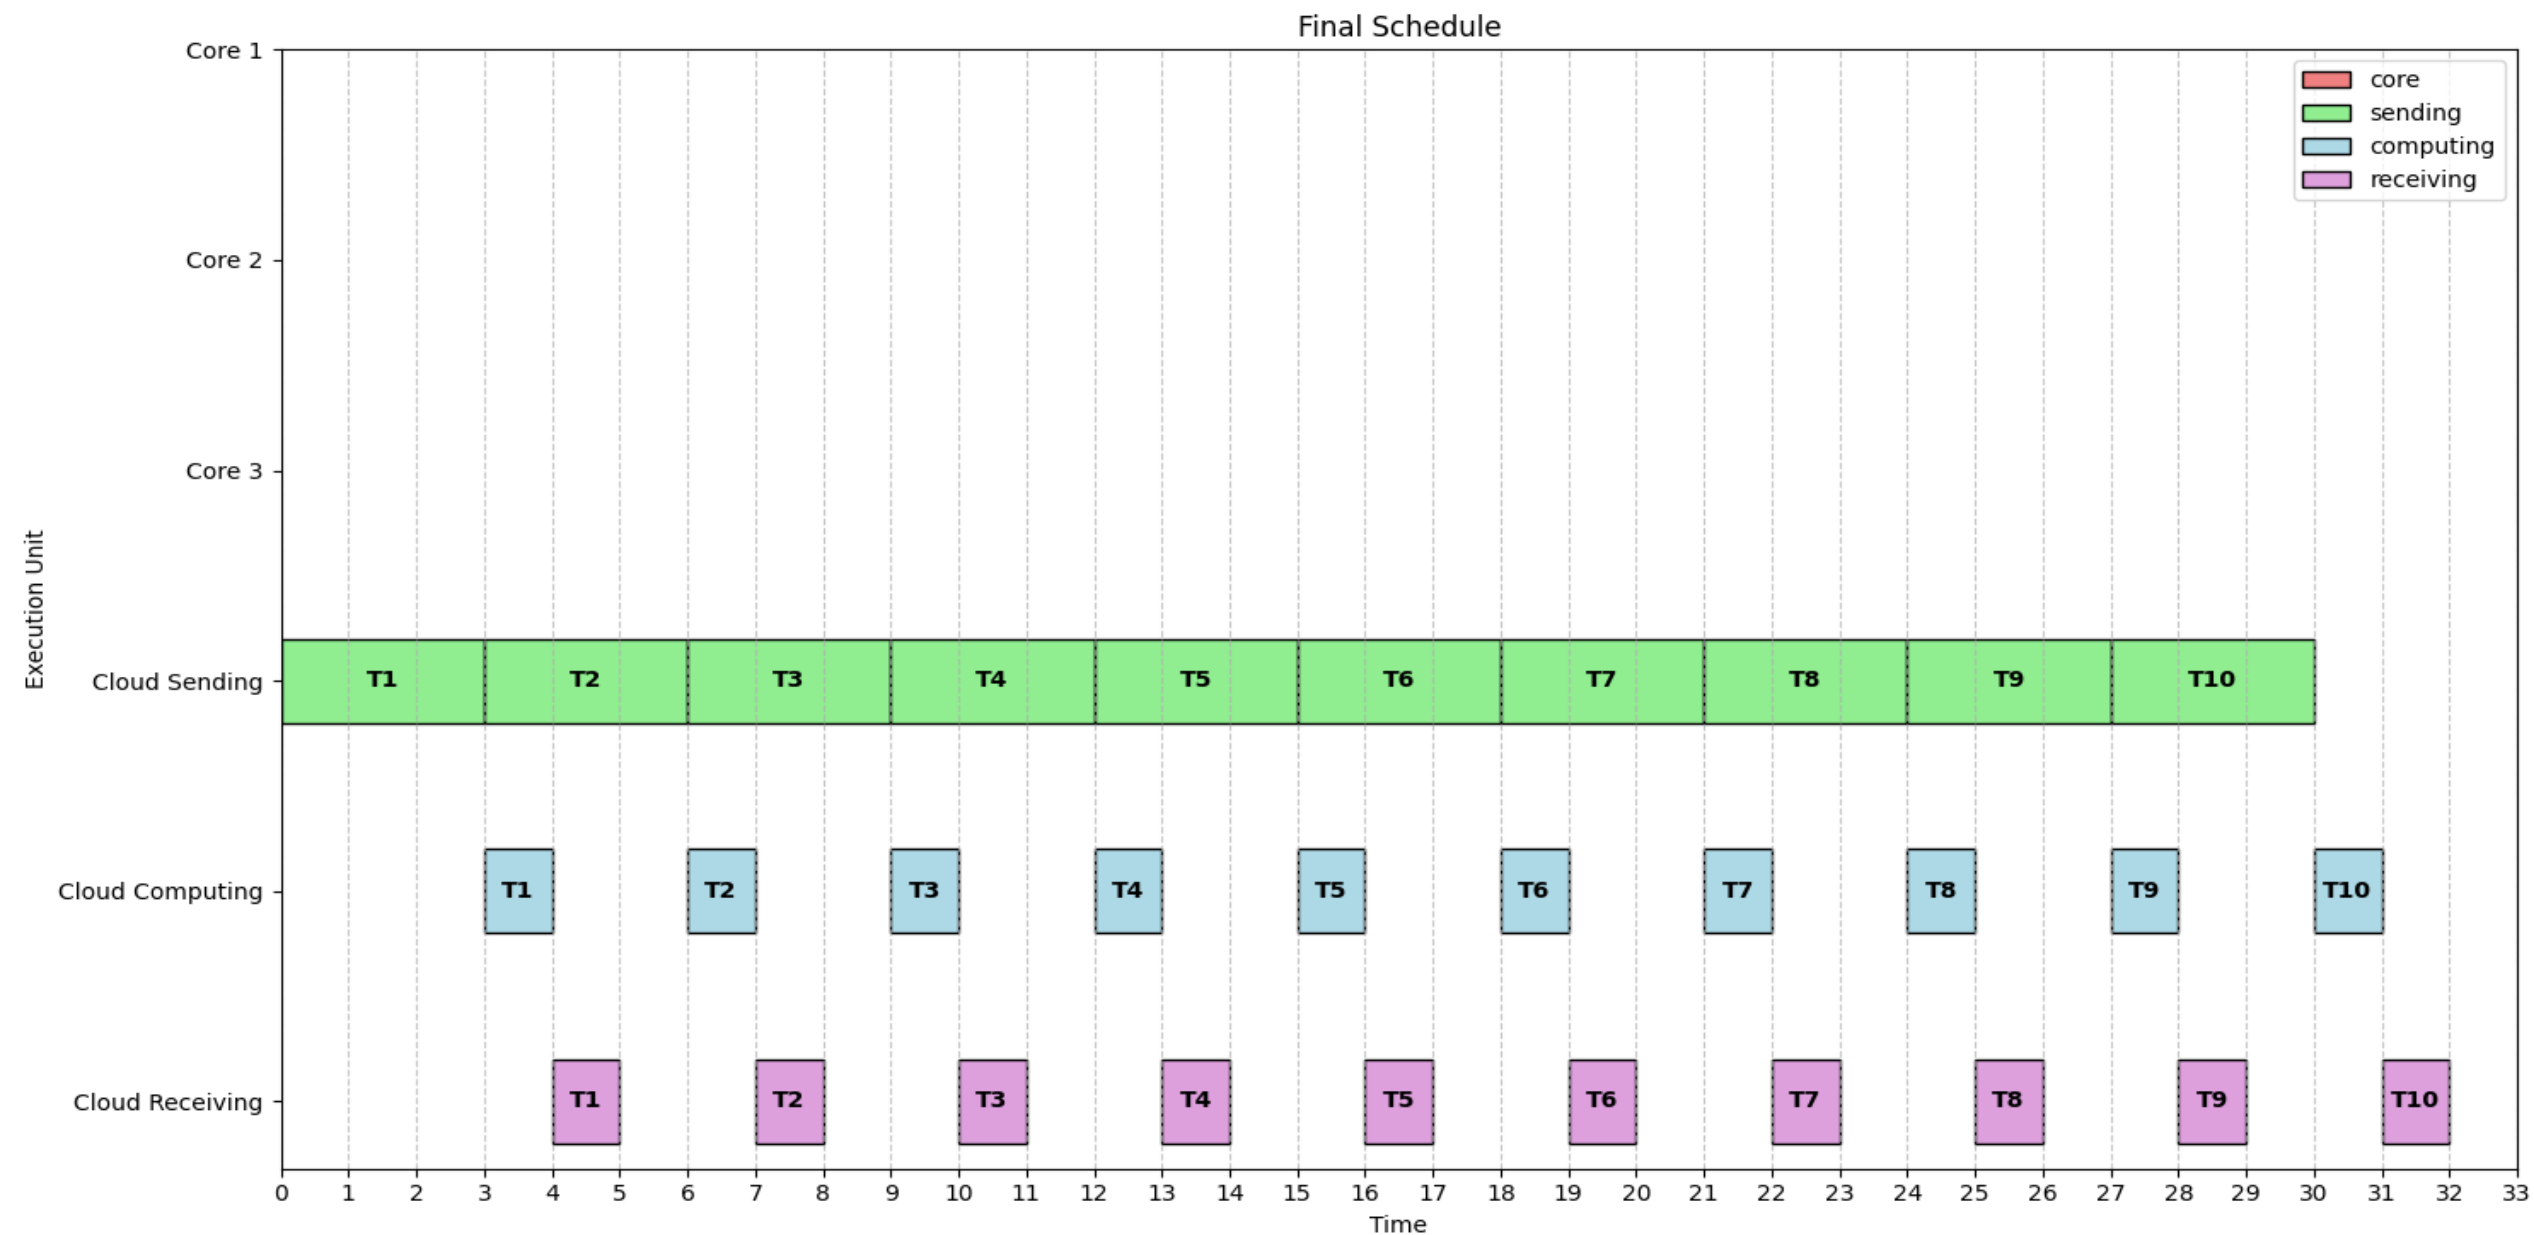 Final Schedule
Core 1
core
sending
computing
receiving
Core 2
Core 3
Execution Unit
Cloud Sending
T1 T2 T3 T4 T5 T6 T7 T8 T9 T10
Cloud Computing
T1 T2 T3 T4 T5 T6 T7 T8 T9 T10
Cloud Receiving
T1 T2 T3 T4 T5 T6 T7 T8 T9 T10
0 1 2 3 4 5 6 7 8 9 10 11 12 13 14 15 16 17 18 19 20 21 22 23 24 25 26 27 28 29 30 31 32 33
Time